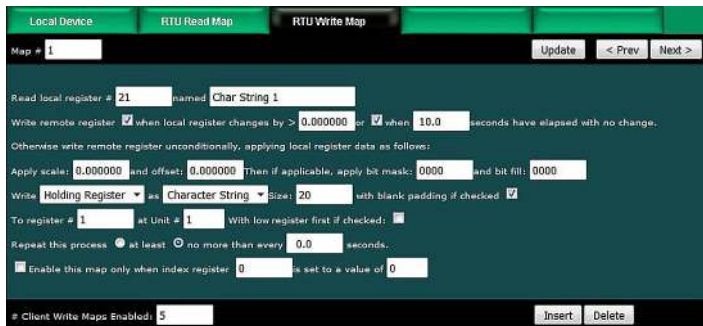 Local Device RTU Read Map RTU Write Map
Map # 1 Update < Prev Next >
Read local register # 21 named Char String 1
Write remote register when local register changes by > 0.000000 or when 10.0 seconds have elapsed with no change.
Otherwise write remote register unconditionally, applying local register data as follows:
Apply scale: 0.000000 and offset: 0.000000 Then if applicable, apply bit mask: 0000 and bit fill: 0000
Write Holding Register as Character String Size: 20 with blank padding if checked
To register # 1 at Unit # 1 With low register first if checked:
Repeat this process at least no more than every 0.0 seconds.
Enable this map only when index register 0 is set to a value of 0
# Client Write Maps Enabled: 5 Insert Delete